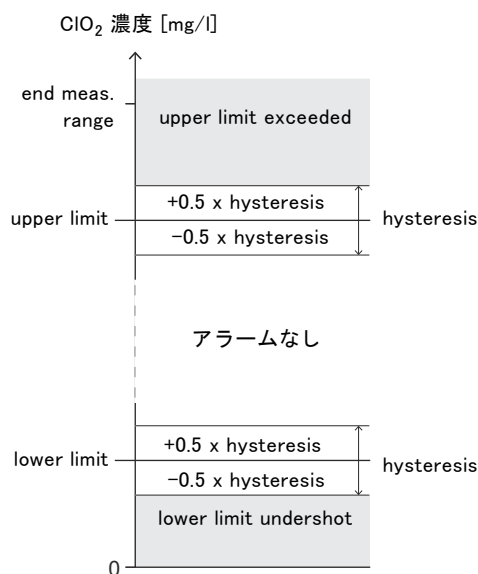 ClO₂ 濃度 [mg/l]
end meas.
range
upper limit exceeded
+0.5 x hysteresis
upper limit
hysteresis
−0.5 x hysteresis
アラームなし
+0.5 x hysteresis
lower limit
hysteresis
−0.5 x hysteresis
lower limit undershot
0